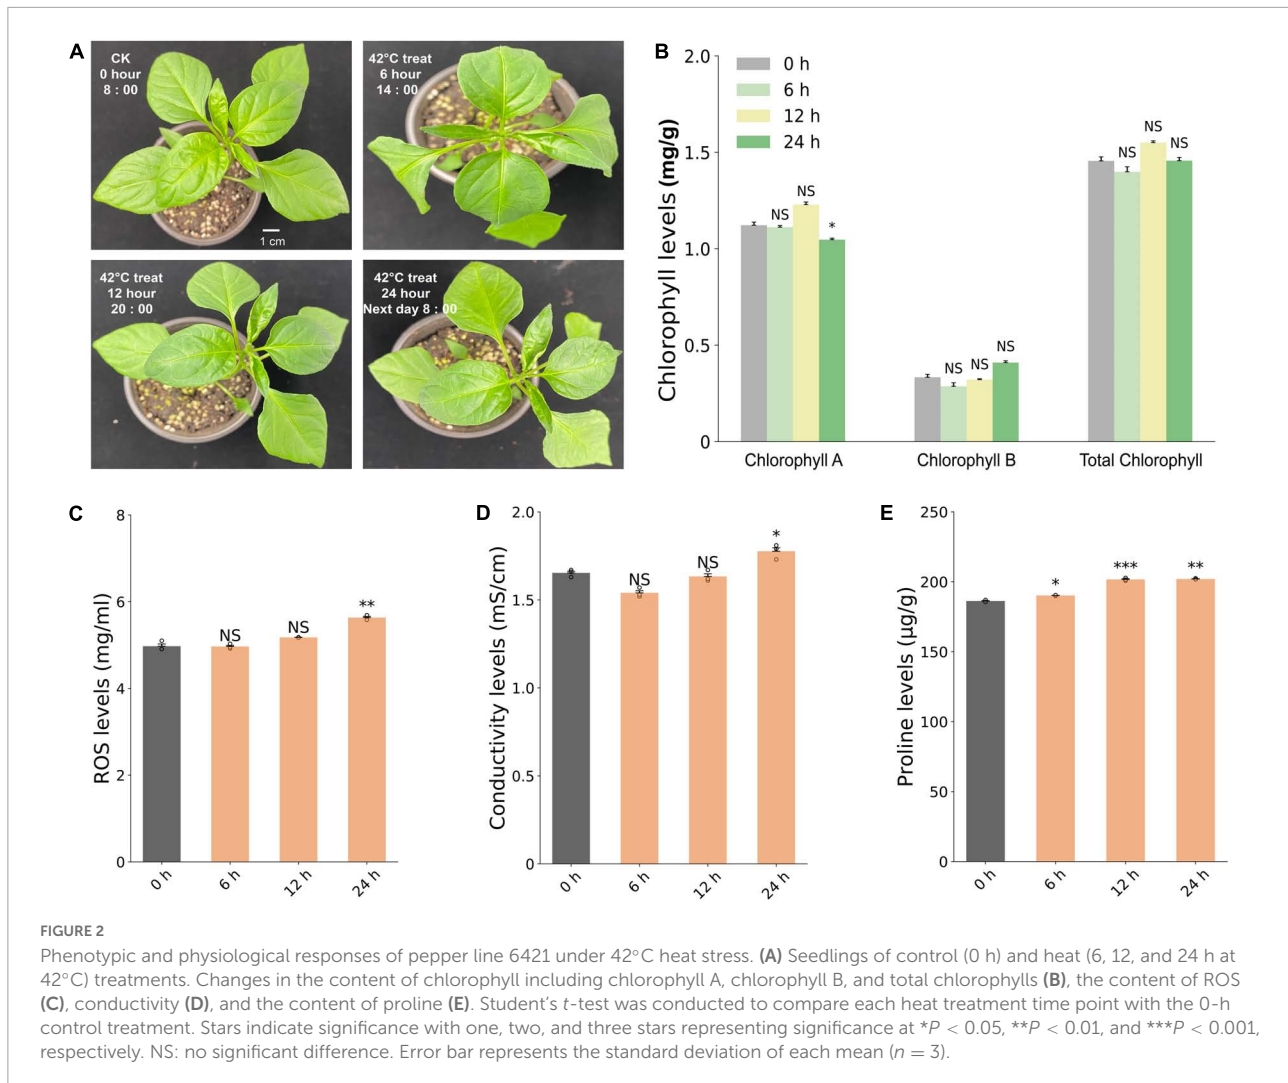 A
CK
0 hour
8 : 00
1 cm
42°C treat
6 hour
14 : 00
42°C treat
12 hour
20 : 00
42°C treat
24 hour
Next day 8 : 00
B
Chlorophyll levels (mg/g)
2.0
1.5
1.0
0.5
0
0 h
6 h
12 h
24 h
NS
NS
*
NS
NS
NS
NS
NS
NS
Chlorophyll A
Chlorophyll B
Total Chlorophyll
C
ROS levels (mg/ml)
8
6
4
2
0
NS
NS
**
0 h
6 h
12 h
24 h
D
Conductivity levels (mS/cm)
2.0
1.5
1.0
0.5
0
NS
NS
*
0 h
6 h
12 h
24 h
E
Proline levels (μg/g)
250
200
150
100
50
0
*
***
**
0 h
6 h
12 h
24 h
FIGURE 2
Phenotypic and physiological responses of pepper line 6421 under 42°C heat stress. (A) Seedlings of control (0 h) and heat (6, 12, and 24 h at
42°C) treatments. Changes in the content of chlorophyll including chlorophyll A, chlorophyll B, and total chlorophylls (B), the content of ROS
(C), conductivity (D), and the content of proline (E). Student's t-test was conducted to compare each heat treatment time point with the 0-h
control treatment. Stars indicate significance with one, two, and three stars representing significance at *P < 0.05, **P < 0.01, and ***P < 0.001,
respectively. NS: no significant difference. Error bar represents the standard deviation of each mean (n = 3).